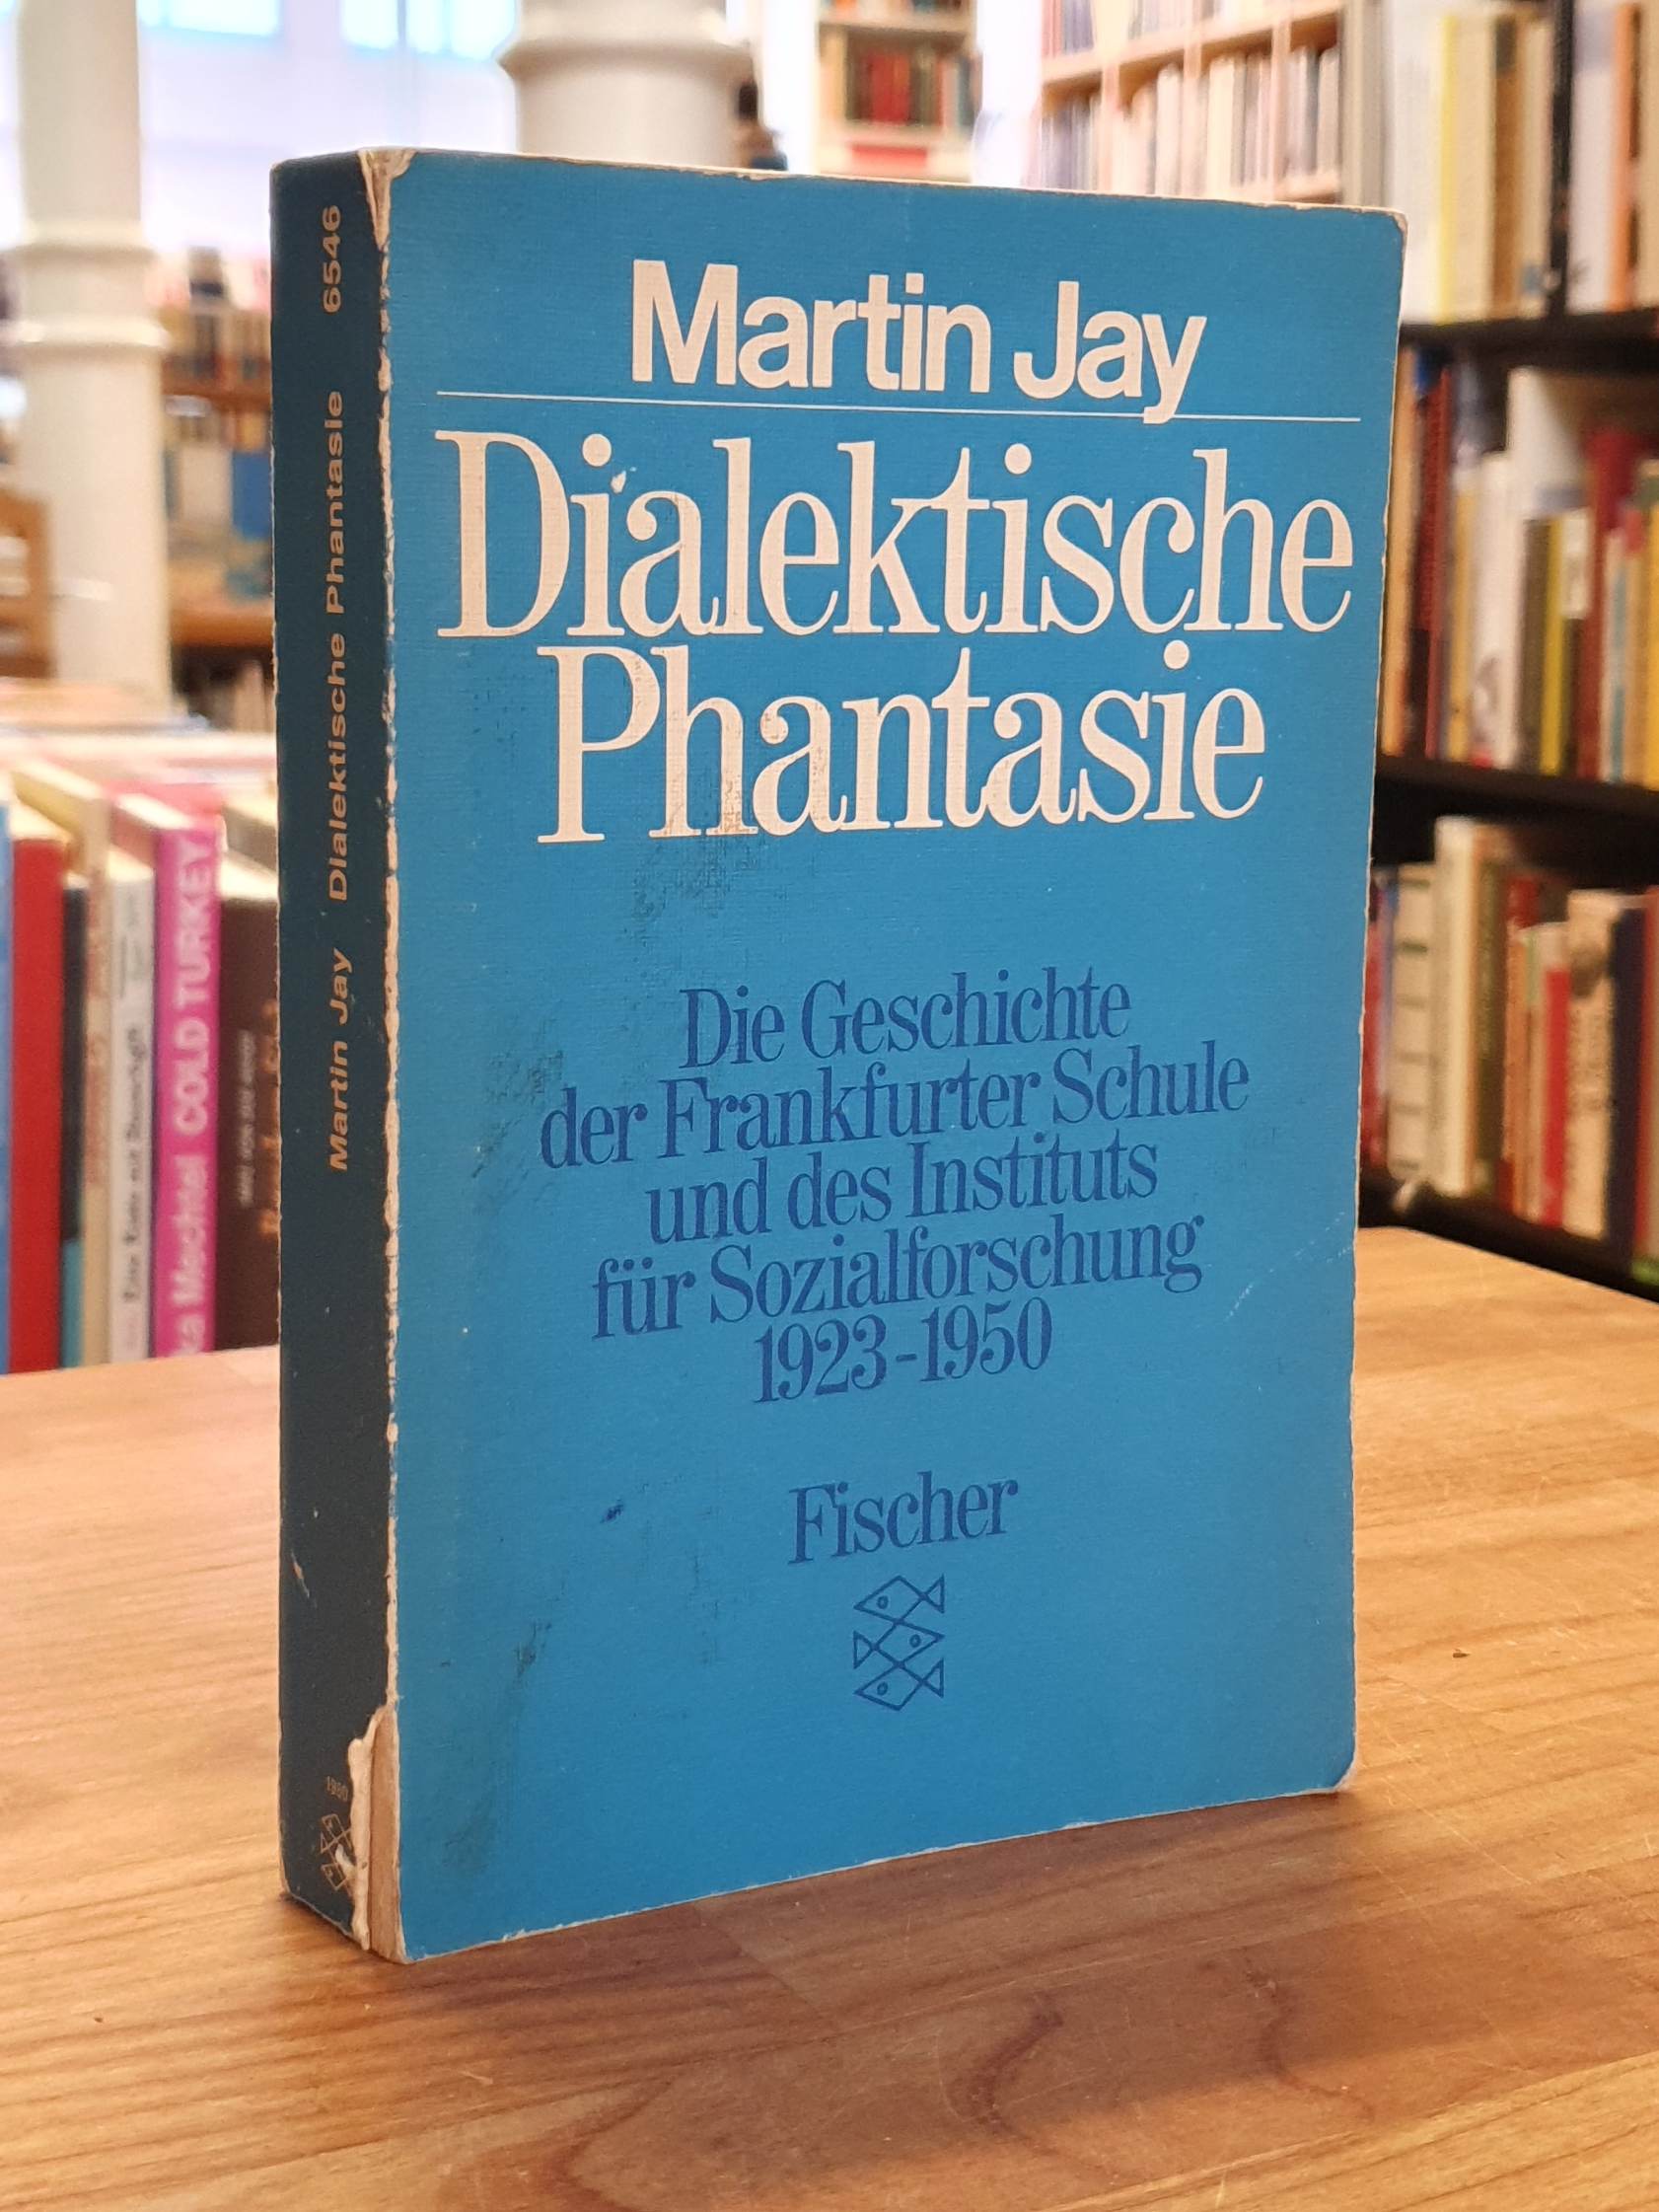 Martin Jay
Dialektische
Phantasie
Die Geschichte
der Frankfurter Schule
und des Instituts
für Sozialforschung
1923-1950
Fischer
Martin Jay Dialektische Phantasie 6546
1980
COLD TURKEY